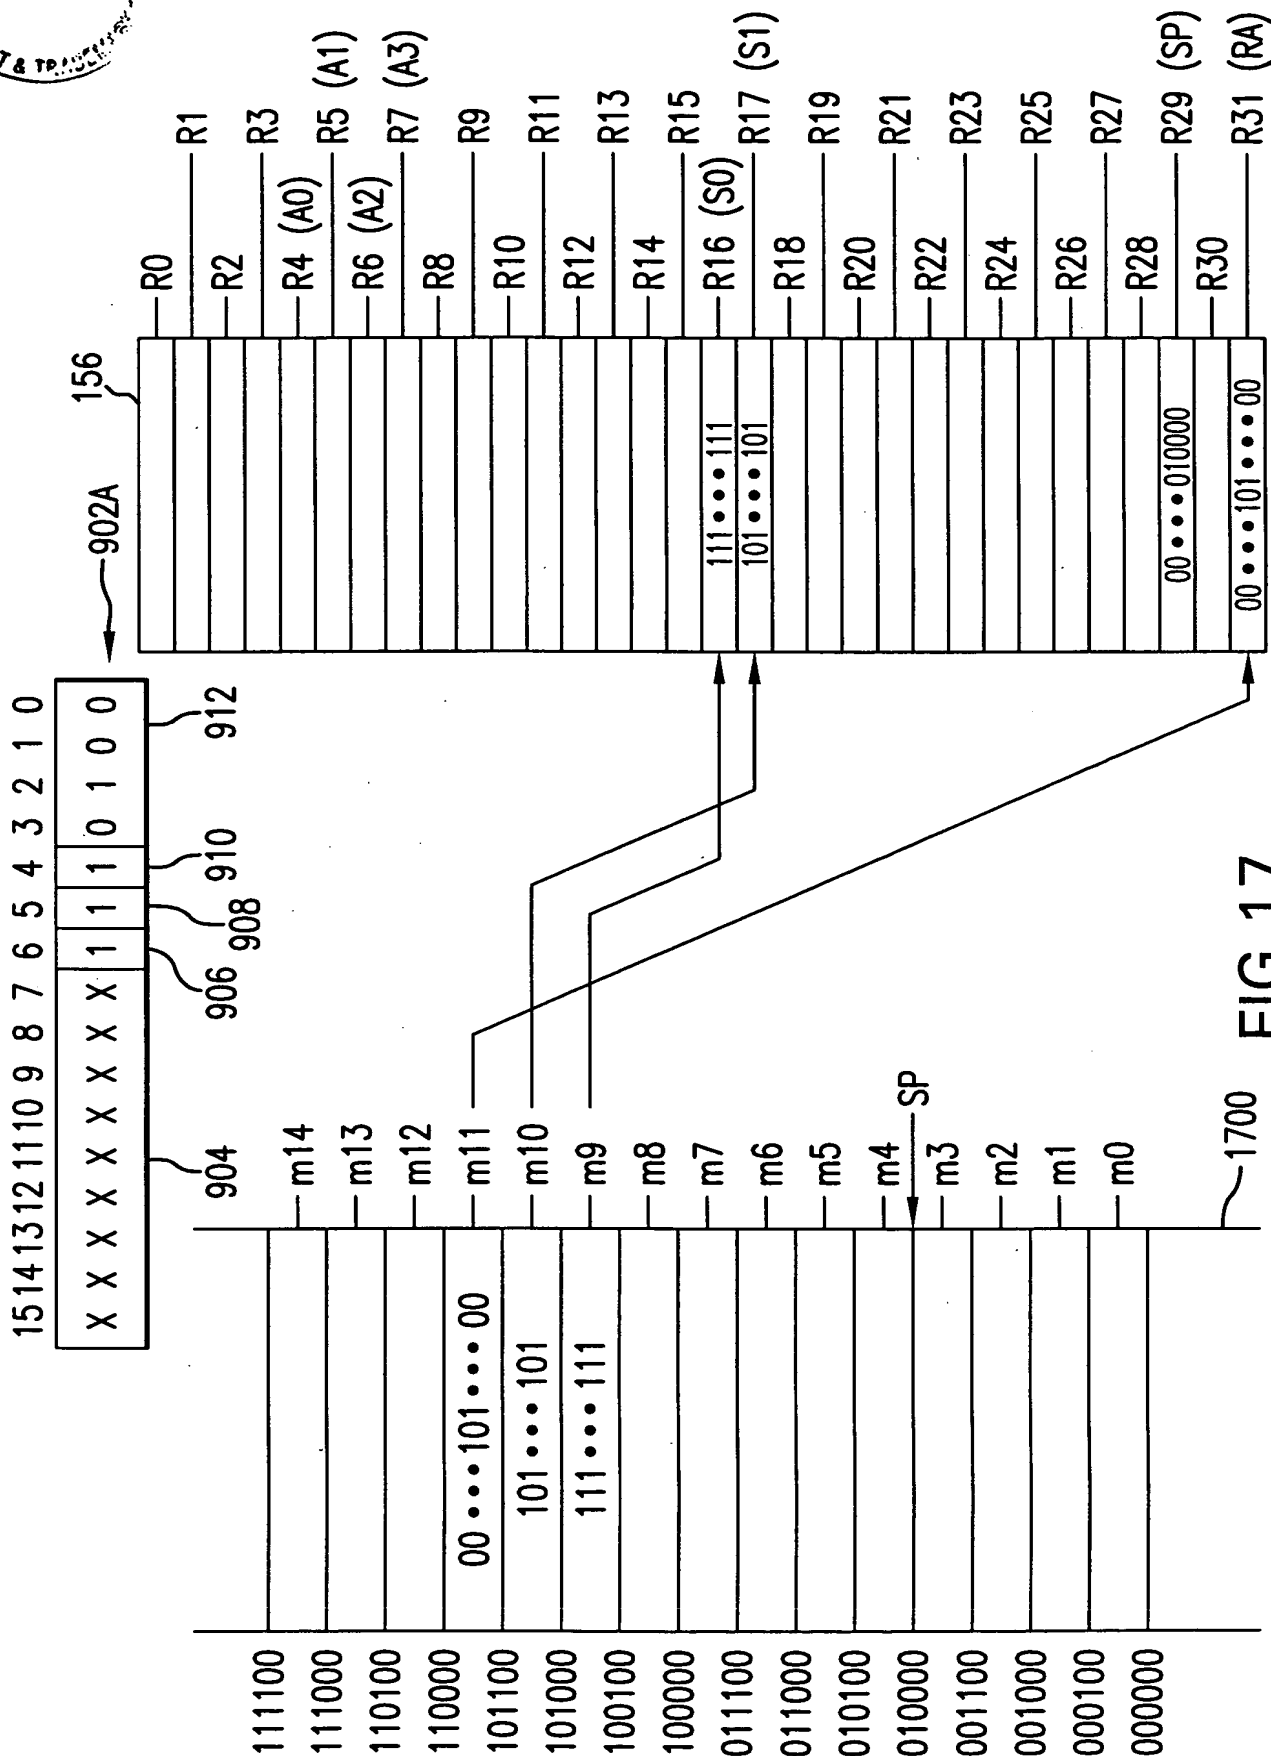 T & TRADEM
15 14 13 12 11 10 9 8 7 6 5 4 3 2 1 0
X X X X X X X X X 1 1 1 0 1 0 0
902A
904
906
908
910
912
156
R0
R1
R2
R3
R4 (A0)
R5 (A1)
R6 (A2)
R7 (A3)
R8
R9
R10
R11
R12
R13
R14
R15
R16 (S0)
R17 (S1)
R18
R19
R20
R21
R22
R23
R24
R25
R26
R27
R28
R29 (SP)
R30
R31 (RA)
111•••111
101•••101
00•••010000
00•••101•••00
111100
111000
110100
110000
101100
101000
100100
100000
011100
011000
010100
010000
001100
001000
000100
000000
00•••101•••00
101•••101
111•••111
m14
m13
m12
m11
m10
m9
m8
m7
m6
m5
m4
SP
m3
m2
m1
m0
1700
FIG. 17